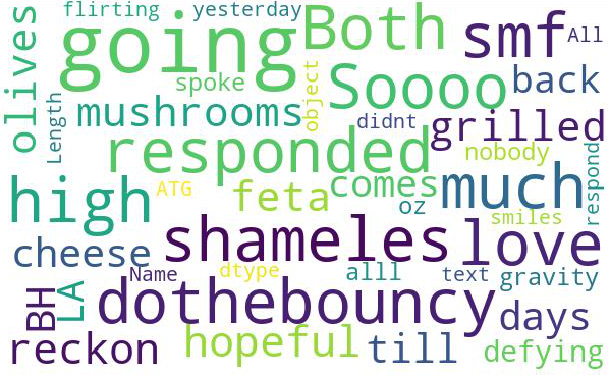 flirting yesterday
going Both smf All
olives spoke object Soooo back
Length mushrooms didnt grilled
responded nobody respond
high ATG feta comes much
oz smiles
cheese shameles love
Name dtype alll text gravity
BH LA dothebouncy days
reckon hopeful till defying